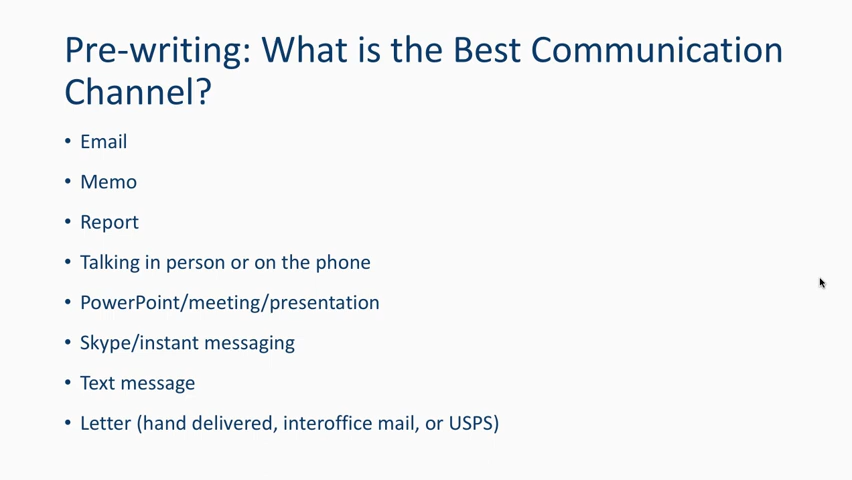 Pre-writing: What is the Best Communication
Channel?
• Email
• Memo
• Report
• Talking in person or on the phone
• PowerPoint/meeting/presentation
• Skype/instant messaging
• Text message
• Letter (hand delivered, interoffice mail, or USPS)